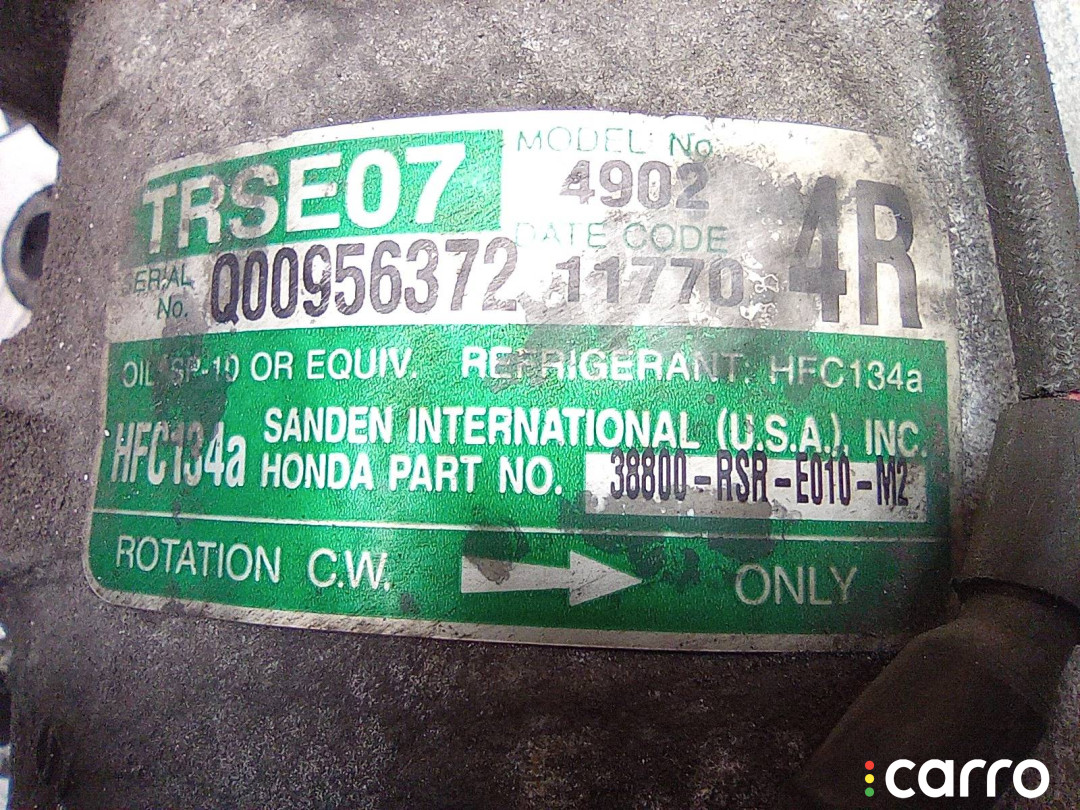 TRSE07
MODEL No.
4902
4R
SERIAL No.
Q00956372
DATE CODE
11770
OIL SP-10 OR EQUIV. REFRIGERANT: HFC134a
HFC134a
SANDEN INTERNATIONAL (U.S.A.), INC.
HONDA PART NO. 38800-RSR-E010-M2
ROTATION C.W. ONLY
carro